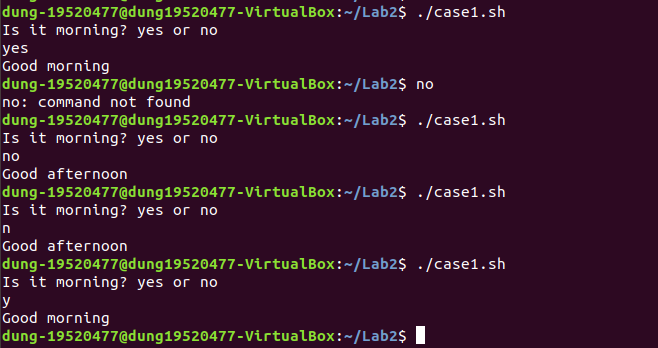 dung-19520477@dung19520477-VirtualBox:~/Lab2$ ./case1.sh
Is it morning? yes or no
yes
Good morning
dung-19520477@dung19520477-VirtualBox:~/Lab2$ no
no: command not found
dung-19520477@dung19520477-VirtualBox:~/Lab2$ ./case1.sh
Is it morning? yes or no
no
Good afternoon
dung-19520477@dung19520477-VirtualBox:~/Lab2$ ./case1.sh
Is it morning? yes or no
n
Good afternoon
dung-19520477@dung19520477-VirtualBox:~/Lab2$ ./case1.sh
Is it morning? yes or no
y
Good morning
dung-19520477@dung19520477-VirtualBox:~/Lab2$